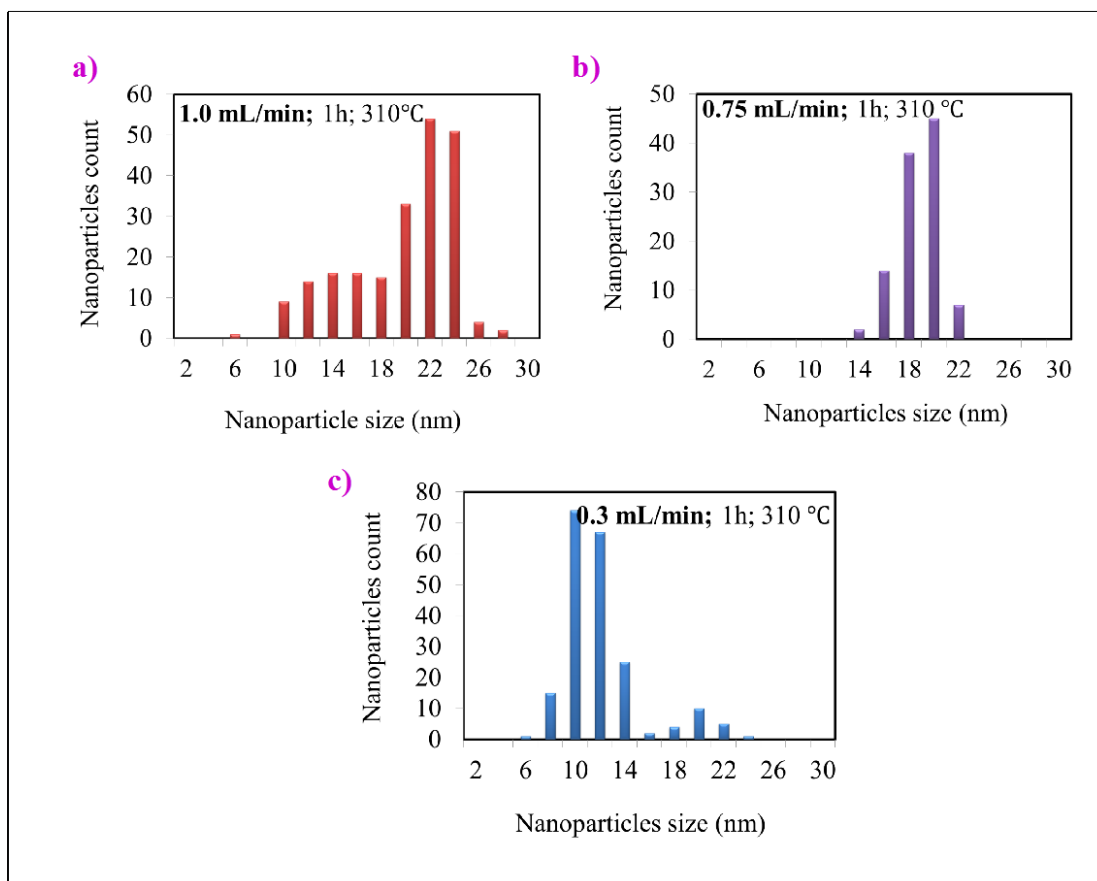 a)
1.0 mL/min; 1h; 310°C
Nanoparticles count
60
50
40
30
20
10
0
2 6 10 14 18 22 26 30
Nanoparticle size (nm)
b)
0.75 mL/min; 1h; 310 °C
Nanoparticles count
50
40
30
20
10
0
2 6 10 14 18 22 26 30
Nanoparticles size (nm)
c)
0.3 mL/min; 1h; 310 °C
Nanoparticles count
80
70
60
50
40
30
20
10
0
2 6 10 14 18 22 26 30
Nanoparticles size (nm)